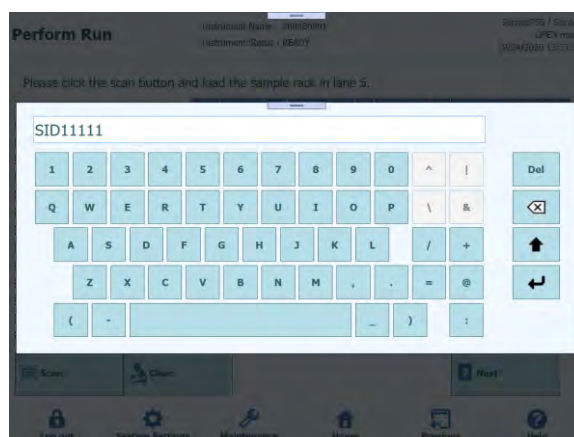 Perform Run
Instrument Status : READY
Please click the scan button and load the sample rack in lane 5.
SID11111
1 2 3 4 5 6 7 8 9 0 ^ ! Del
Q W E R T Y U I O P \ &
A S D F G H J K L / +
Z X C V B N M , . = @
( - _ ) :
Scan Clear Next
Log out System Settings Maintenance Home Previous Help